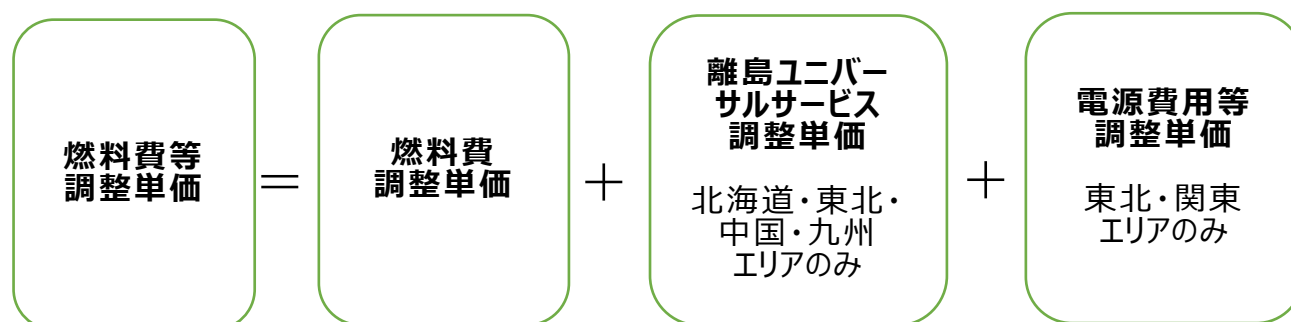 燃料費等
調整単価
＝
燃料費
調整単価
＋
離島ユニバー
サルサービス
調整単価
北海道・東北・
中国・九州
エリアのみ
＋
電源費用等
調整単価
東北・関東
エリアのみ